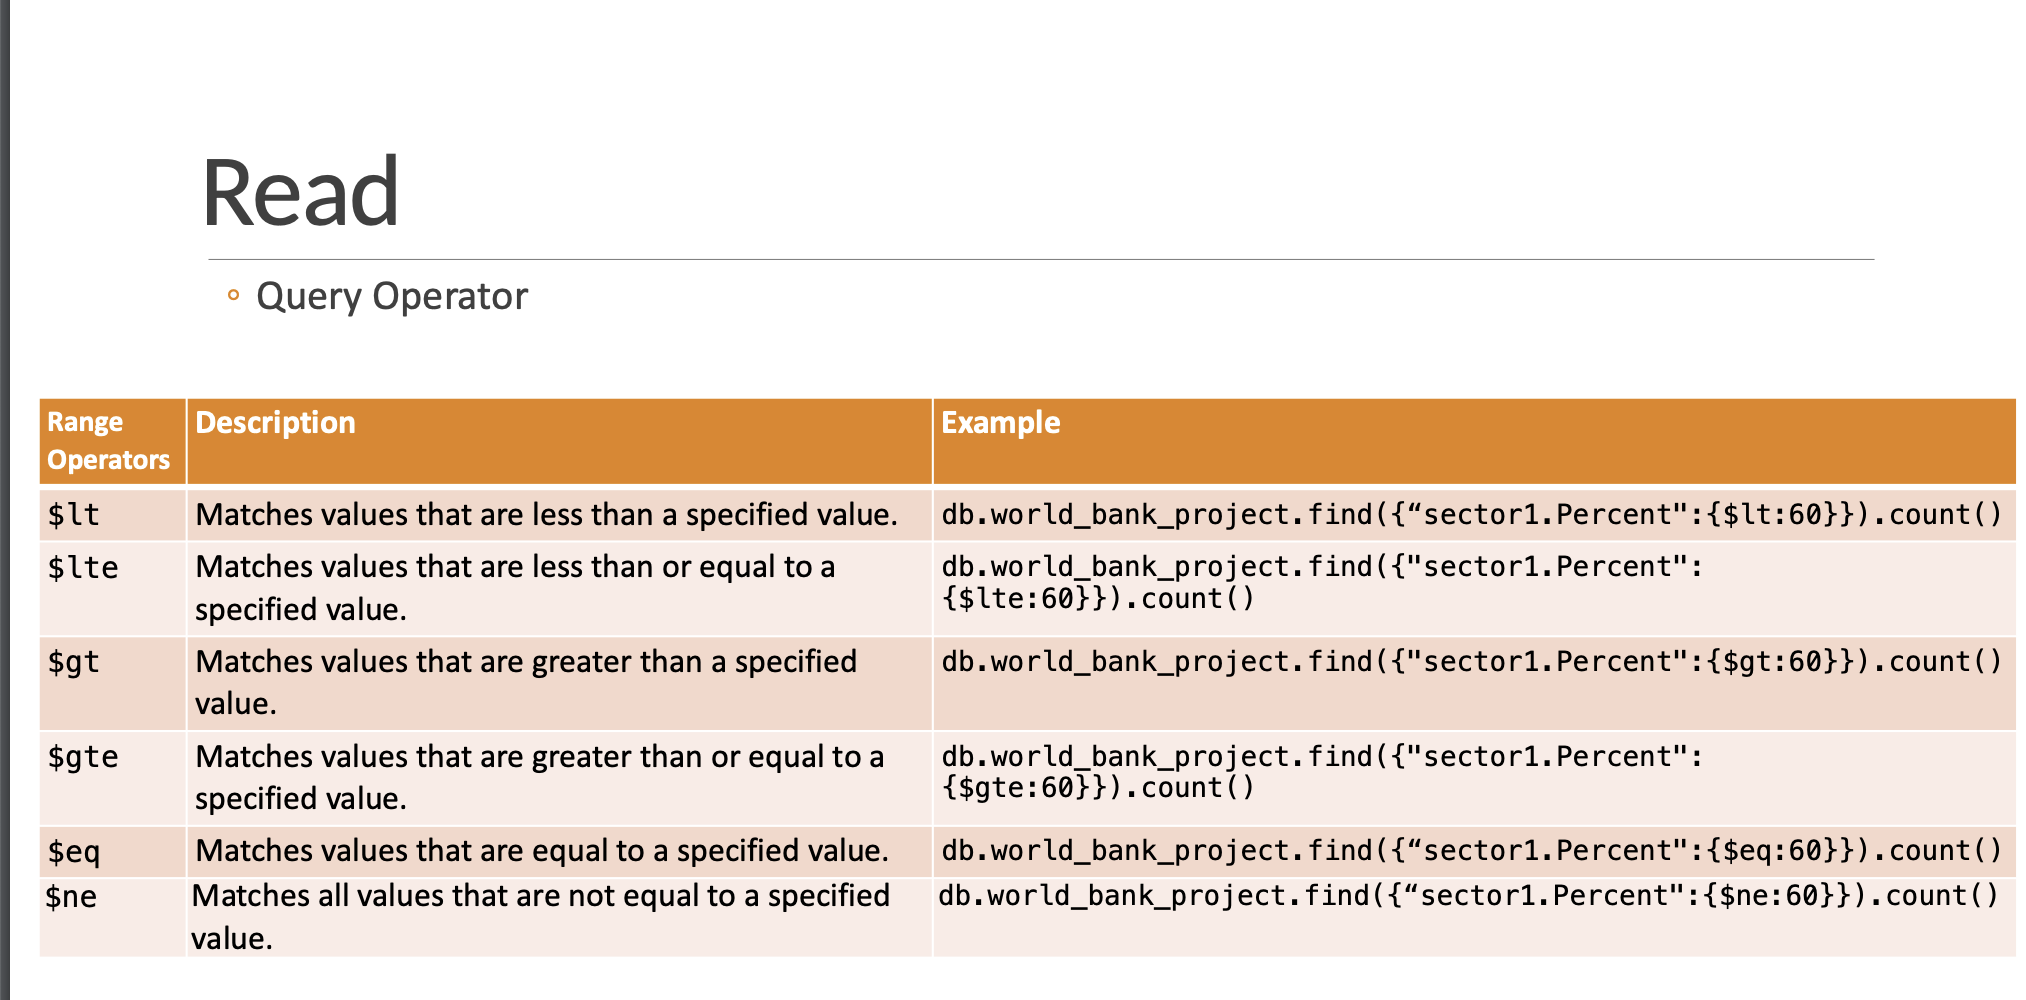 Read
◦ Query Operator
Range
Operators
Description
Example
$lt
Matches values that are less than a specified value.
db.world_bank_project.find({“sector1.Percent":{$lt:60}}).count()
$lte
Matches values that are less than or equal to a
specified value.
db.world_bank_project.find({"sector1.Percent":
{$lte:60}}).count()
$gt
Matches values that are greater than a specified
value.
db.world_bank_project.find({"sector1.Percent":{$gt:60}}).count()
$gte
Matches values that are greater than or equal to a
specified value.
db.world_bank_project.find({"sector1.Percent":
{$gte:60}}).count()
$eq
Matches values that are equal to a specified value.
db.world_bank_project.find({“sector1.Percent":{$eq:60}}).count()
$ne
Matches all values that are not equal to a specified
value.
db.world_bank_project.find({“sector1.Percent":{$ne:60}}).count()